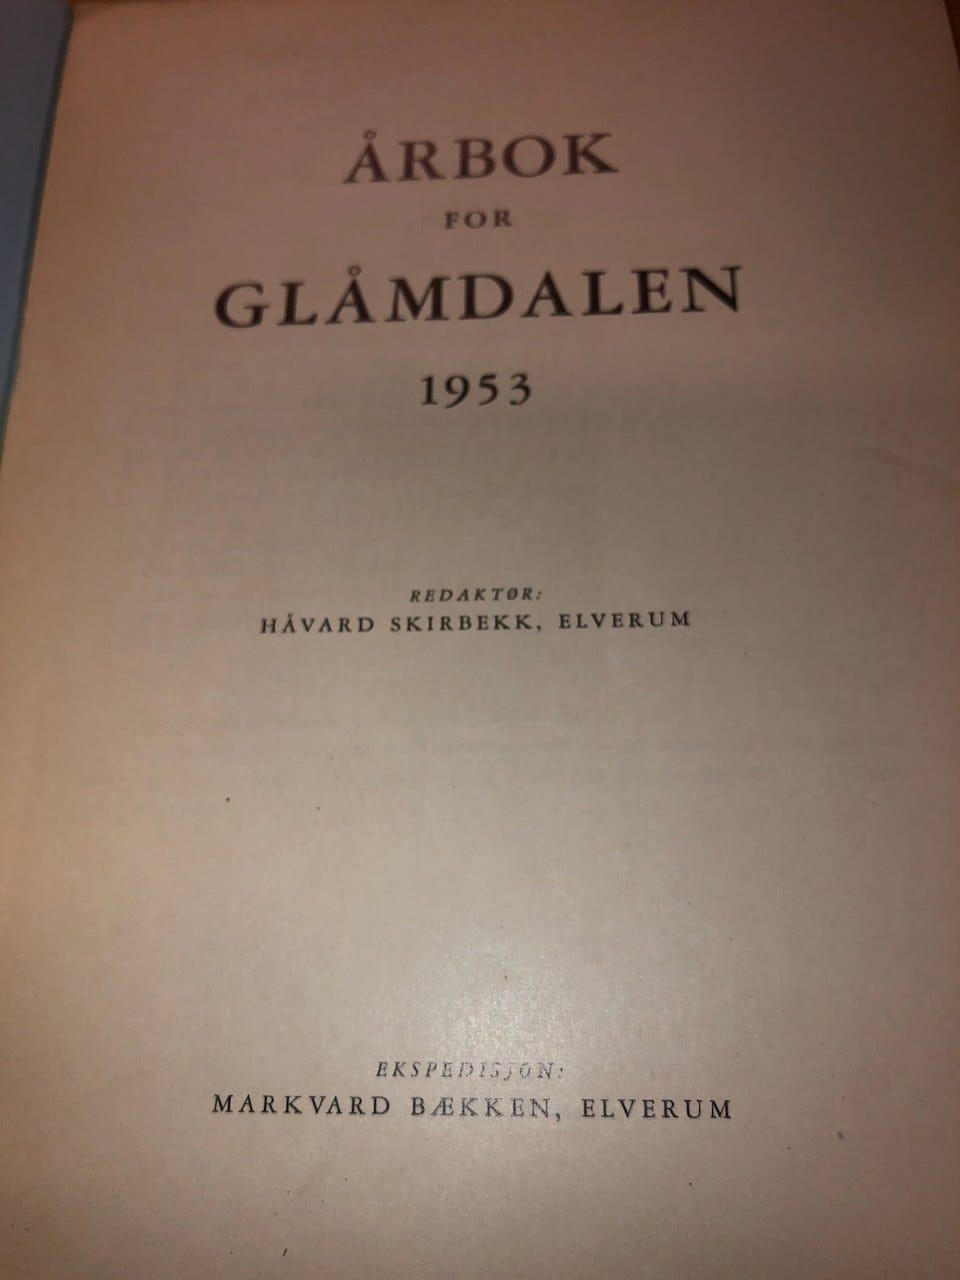 ÅRBOK
FOR
GLÅMDALEN
1953
REDAKTØR:
HÅVARD SKIRBEKK, ELVERUM
EKSPEDISJON:
MARKVARD BÆKKEN, ELVERUM